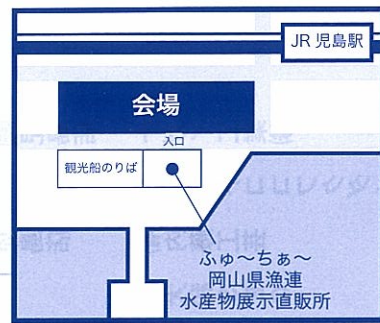 JR 児島駅
会場
入口
観光船のりば
ふゅ〜ちぁ〜
岡山県漁連
水産物展示直販所